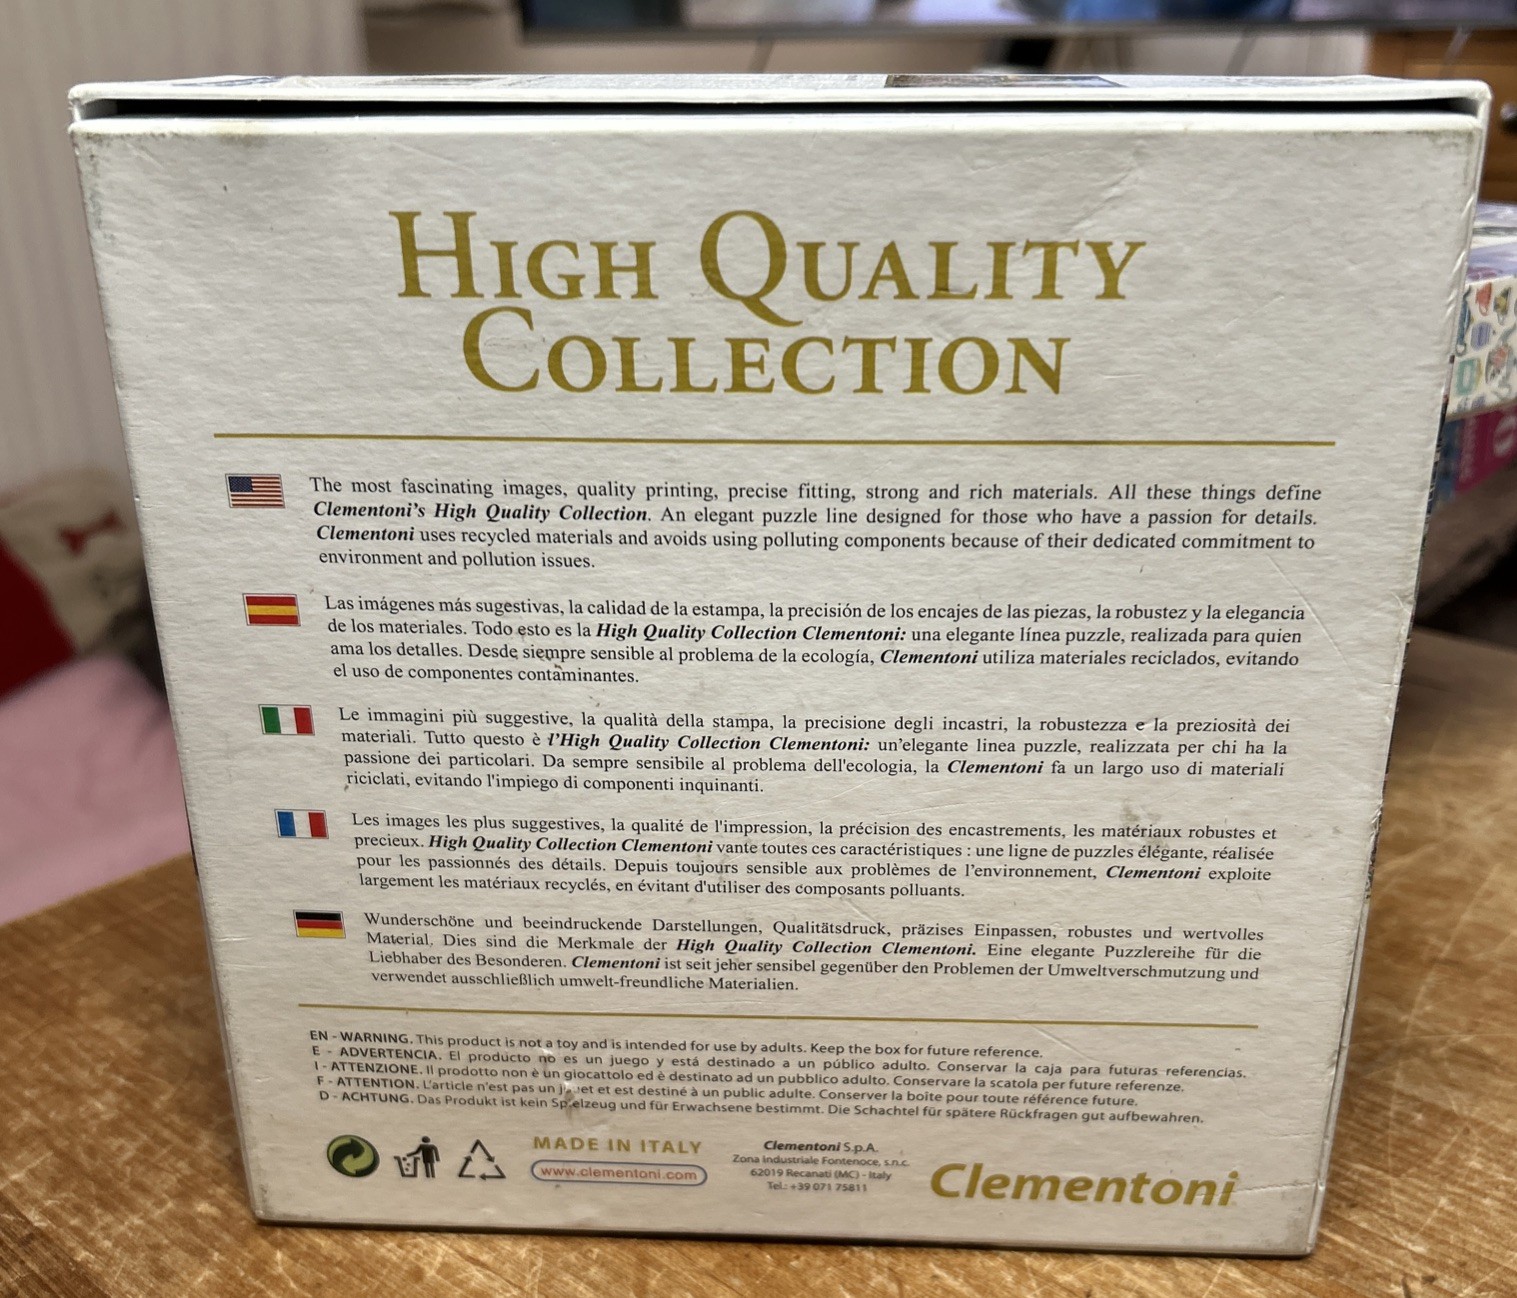 HIGH QUALITY
COLLECTION
The most fascinating images, quality printing, precise fitting, strong and rich materials. All these things define
Clementoni's High Quality Collection. An elegant puzzle line designed for those who have a passion for details.
Clementoni uses recycled materials and avoids using polluting components because of their dedicated commitment to
environment and pollution issues.
Las imágenes más sugestivas, la calidad de la estampa, la precisión de los encajes de las piezas, la robustez y la elegancia
de los materiales. Todo esto es la High Quality Collection Clementoni: una elegante línea puzzle, realizada para quien
ama los detalles. Desde siempre sensible al problema de la ecología, Clementoni utiliza materiales reciclados, evitando
el uso de componentes contaminantes.
Le immagini più suggestive, la qualità della stampa, la precisione degli incastri, la robustezza e la preziosità dei
materiali. Tutto questo è l'High Quality Collection Clementoni: un'elegante linea puzzle, realizzata per chi ha la
passione dei particolari. Da sempre sensibile al problema dell'ecologia, la Clementoni fa un largo uso di materiali
riciclati, evitando l'impiego di componenti inquinanti.
Les images les plus suggestives, la qualité de l'impression, la précision des encastrements, les matériaux robustes et
precieux. High Quality Collection Clementoni vante toutes ces caractéristiques : une ligne de puzzles élégante, réalisée
pour les passionnés des détails. Depuis toujours sensible aux problèmes de l'environnement, Clementoni exploite
largement les matériaux recyclés, en évitant d'utiliser des composants polluants.
Wunderschöne und beeindruckende Darstellungen, Qualitätsdruck, präzises Einpassen, robustes und wertvolles
Material. Dies sind die Merkmale der High Quality Collection Clementoni. Eine elegante Puzzlereihe für die
Liebhaber des Besonderen. Clementoni ist seit jeher sensibel gegenüber den Problemen der Umweltverschmutzung und
verwendet ausschließlich umwelt-freundliche Materialien.
EN - WARNING. This product is not a toy and is intended for use by adults. Keep the box for future reference.
E - ADVERTENCIA. El producto no es un juego y está destinado a un público adulto. Conservar la caja para futuras referencias.
I - ATTENZIONE. Il prodotto non è un giocattolo ed è destinato ad un pubblico adulto. Conservare la scatola per future referenze.
F - ATTENTION. L'article n'est pas un et est destiné à un public adulte. Conserver la boîte pour toute référence future.
D - ACHTUNG. Das Produkt ist kein Spielzeug und für Erwachsene bestimmt. Die Schachtel für spätere Rückfragen gut aufbewahren.
MADE IN ITALY
www.clementoni.com
Clementoni S.p.A.
Zona Industriale Fontenoce, s.n.c.
62019 Recanati (MC) - Italy
Tel.: +39 071 75811
Clementoni